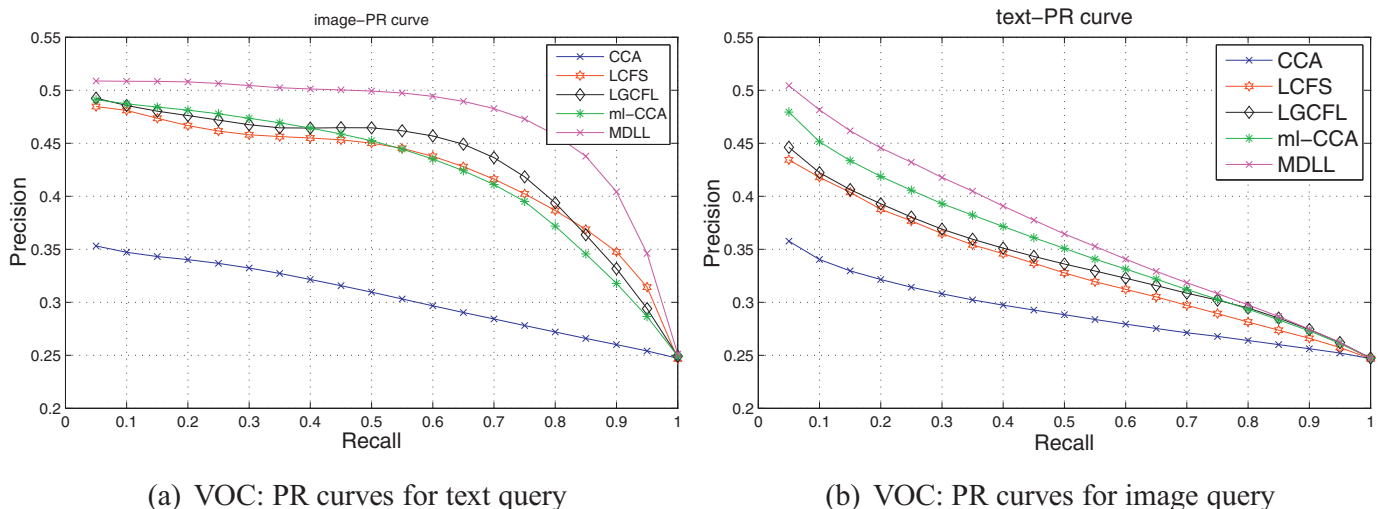 image−PR curve
0.55
0.5
0.45
0.4
0.35
0.3
0.25
0.2
Precision
0 0.1 0.2 0.3 0.4 0.5 0.6 0.7 0.8 0.9 1
Recall
CCA
LCFS
LGCFL
ml−CCA
MDLL
(a) VOC: PR curves for text query
text−PR curve
0.55
0.5
0.45
0.4
0.35
0.3
0.25
0.2
Precision
0 0.1 0.2 0.3 0.4 0.5 0.6 0.7 0.8 0.9 1
Recall
CCA
LCFS
LGCFL
ml−CCA
MDLL
(b) VOC: PR curves for image query